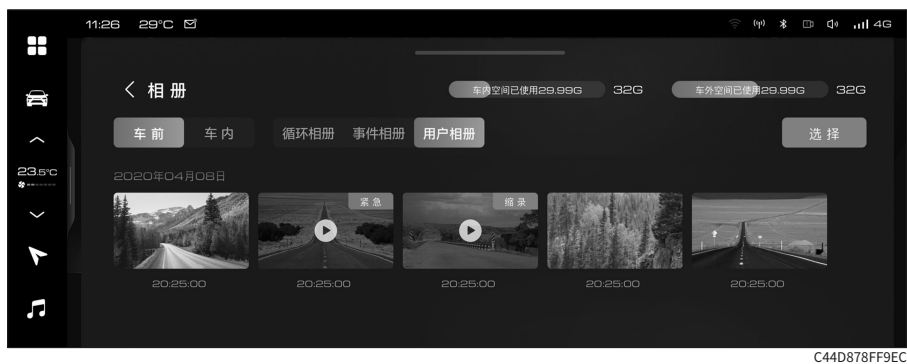 11:26 29°C 4G
相册 车内空间已使用29.99G 32G 车外空间已使用29.99G 32G
车前 车内 循环相册 事件相册 用户相册 选择
23.5°C
2020年04月08日
紧急 缩录
20:25:00 20:25:00 20:25:00 20:25:00 20:25:00
C44D878FF9EC